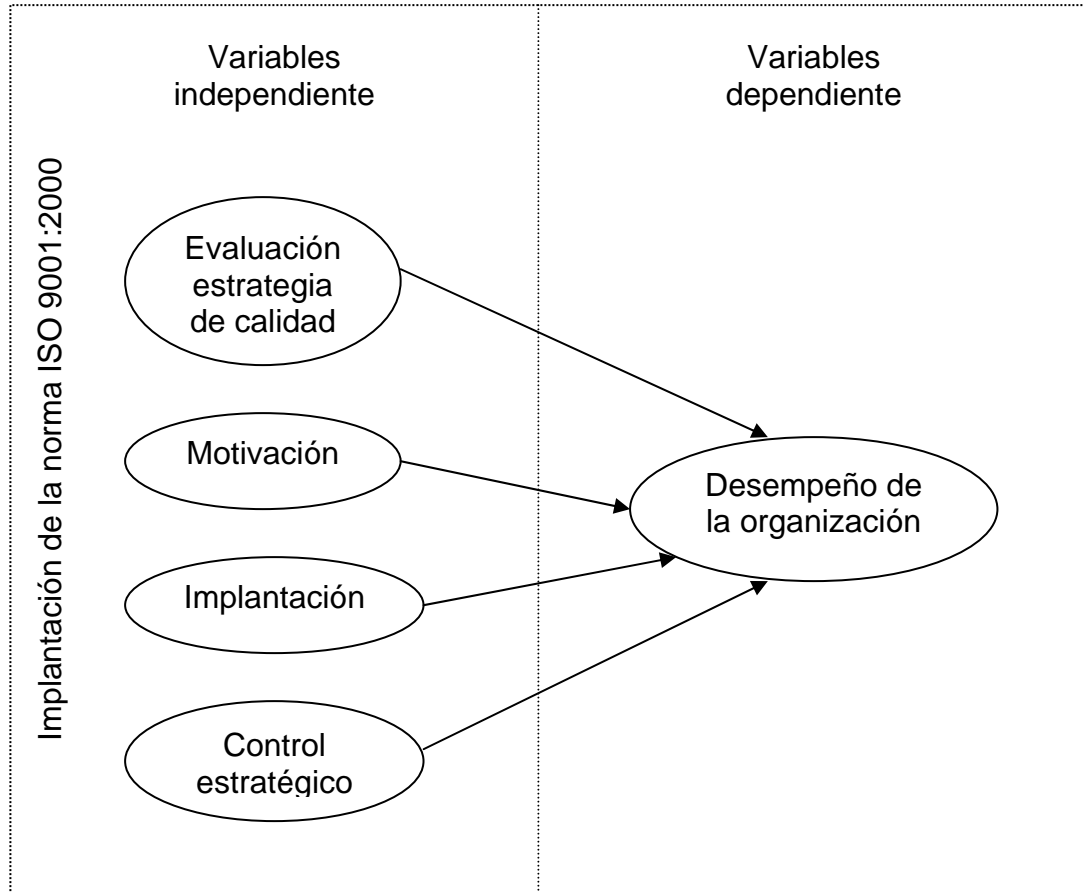 Variables
independiente
Variables
dependiente
Implantación de la norma ISO 9001:2000
Evaluación
estrategia
de calidad
Motivación
Implantación
Control
estratégico
Desempeño de
la organización